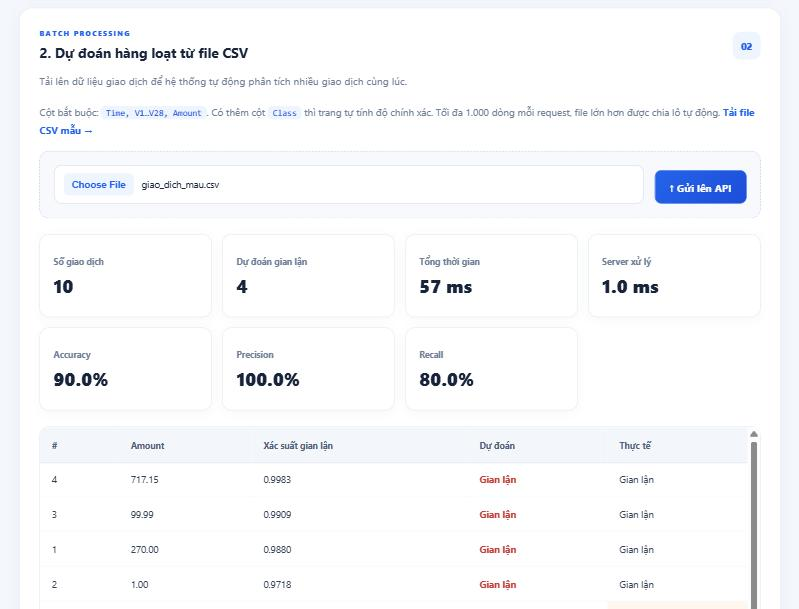 BATCH PROCESSING
2. Dự đoán hàng loạt từ file CSV
02
Tải lên dữ liệu giao dịch để hệ thống tự động phân tích nhiều giao dịch cùng lúc.
Cột bắt buộc: Time, V1…V28, Amount. Có thêm cột Class thì trang tự tính độ chính xác. Tối đa 1.000 dòng mỗi request, file lớn hơn được chia lô tự động. Tải file
CSV mẫu →
Choose File giao_dich_mau.csv
↑ Gửi lên API
Số giao dịch
10
Dự đoán gian lận
4
Tổng thời gian
57 ms
Server xử lý
1.0 ms
Accuracy
90.0%
Precision
100.0%
Recall
80.0%
# Amount Xác suất gian lận Dự đoán Thực tế
4 717.15 0.9983 Gian lận Gian lận
3 99.99 0.9909 Gian lận Gian lận
1 270.00 0.9880 Gian lận Gian lận
2 1.00 0.9718 Gian lận Gian lận